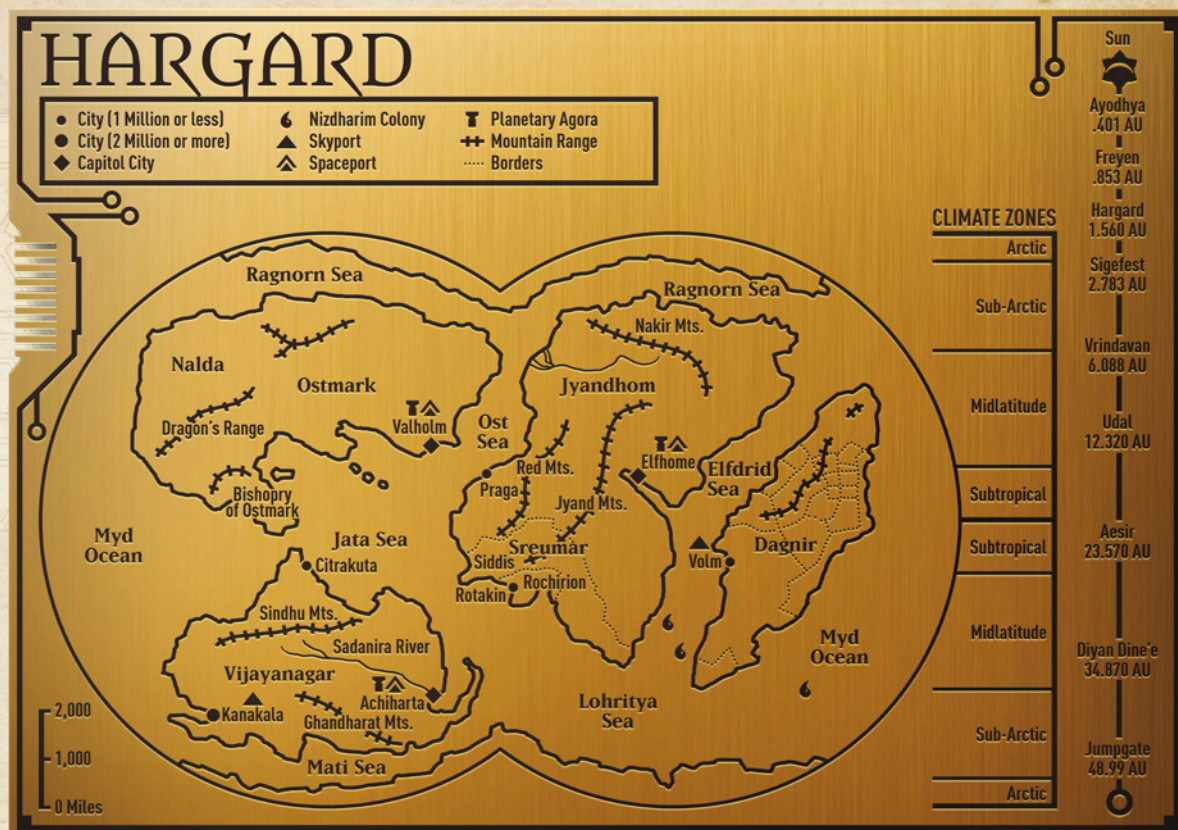 HARGARD
City (1 Million or less)
City (2 Million or more)
Capitol City
Nizdharim Colony
Skyport
Spaceport
Planetary Agora
Mountain Range
Borders
Ragnorn Sea
Nalda
Ostmark
Dragon's Range
Valholm
Bishopry
of Ostmark
Ost
Sea
Myd
Ocean
Jata Sea
Citrakuta
Sindhu Mts.
Sadanira River
Vijayanagar
Achiharta
Kanakala
Ghandharat Mts.
Mati Sea
2,000
1,000
0 Miles
Ragnorn Sea
Nakir Mts.
Jyandhom
Elfhome
Red Mts.
Praga
Jyand Mts.
Elfdrid
Sea
Sreumár
Siddis
Rochirion
Rotakin
Volm
Dagnir
Myd
Ocean
Lohritya
Sea
CLIMATE ZONES
Arctic
Sub-Arctic
Midlatitude
Subtropical
Subtropical
Midlatitude
Sub-Arctic
Arctic
Sun
Ayodhya
.401 AU
Freyen
.853 AU
Hargard
1.560 AU
Sigefest
2.783 AU
Vrindavan
6.088 AU
Udal
12.320 AU
Aesir
23.570 AU
Diyan Dine'e
34.870 AU
Jumpgate
48.99 AU